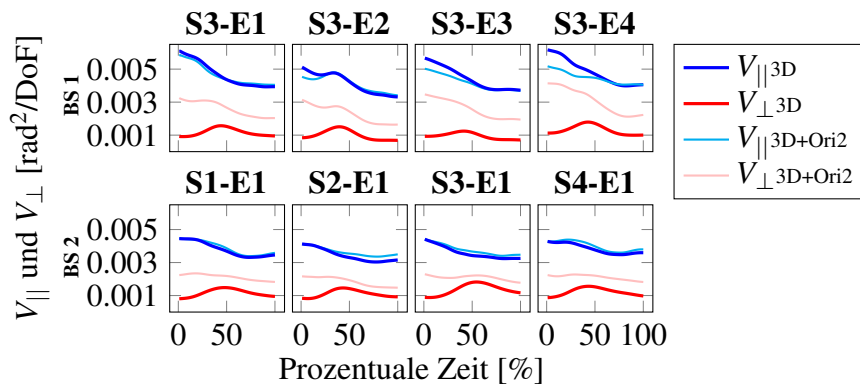 S3-E1 S3-E2 S3-E3 S3-E4
V|| und V⊥ [rad²/DoF]
BS 1
0.005
0.003
0.001
V||3D
V⊥3D
V||3D+Ori2
V⊥3D+Ori2
S1-E1 S2-E1 S3-E1 S4-E1
BS 2
0.005
0.003
0.001
0 50 0 50 0 50 0 50 100
Prozentuale Zeit [%]